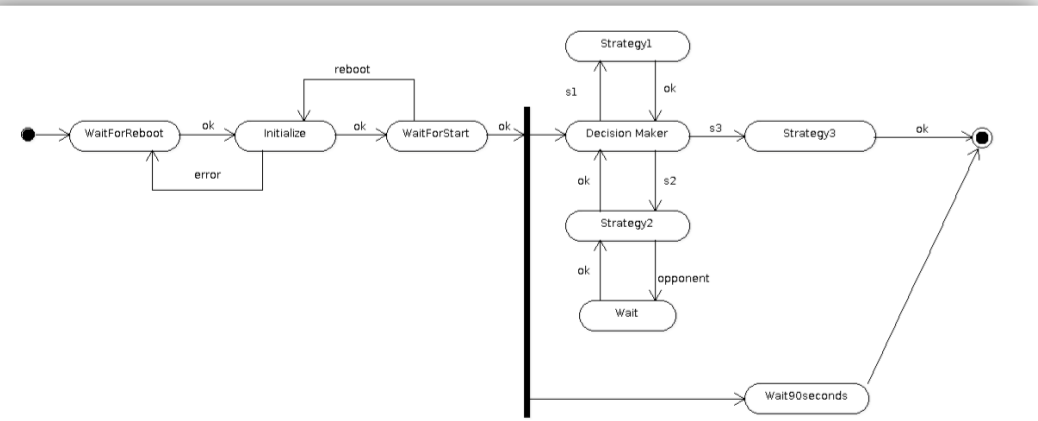 Strategy1
reboot
s1
ok
WaitForReboot
ok
Initialize
ok
WaitForStart
ok
Decision Maker
s3
Strategy3
ok
error
ok
s2
Strategy2
ok
opponent
Wait
Wait90seconds